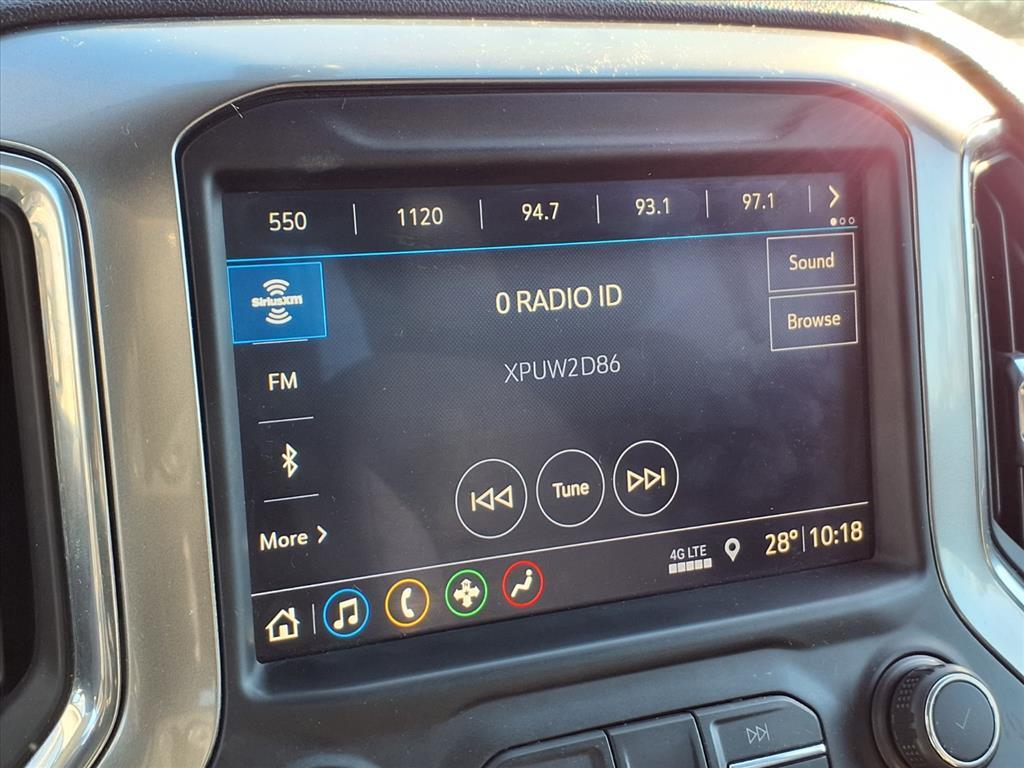 550 1120 94.7 93.1 97.1
SiriusXM
0 RADIO ID
Sound
FM
XPUW2D86
Browse
Tune
More
4G LTE
28° 10:18